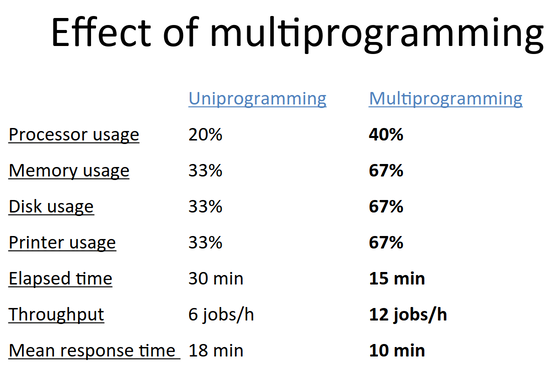 Effect of multiprogramming
Uniprogramming Multiprogramming
Processor usage 20% 40%
Memory usage 33% 67%
Disk usage 33% 67%
Printer usage 33% 67%
Elapsed time 30 min 15 min
Throughput 6 jobs/h 12 jobs/h
Mean response time 18 min 10 min